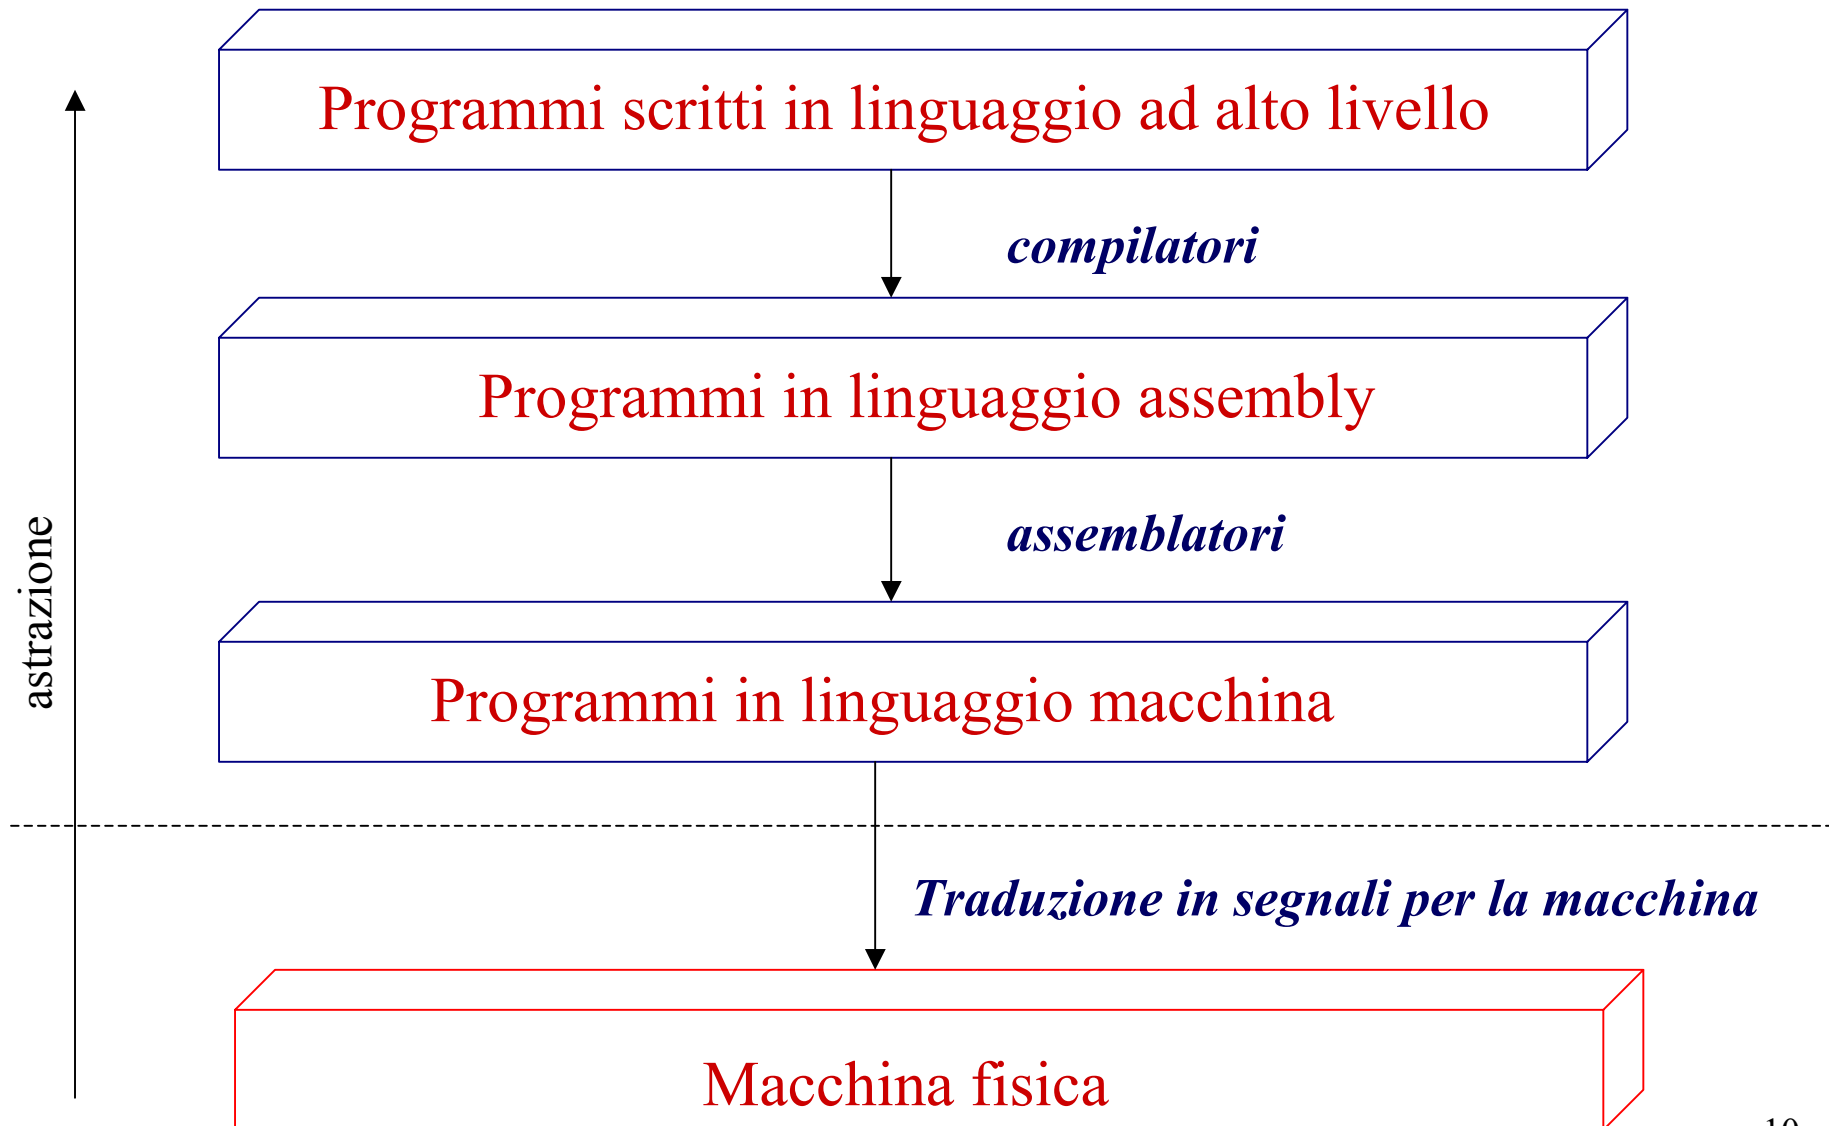 Programmi scritti in linguaggio ad alto livello
compilatori
Programmi in linguaggio assembly
assemblatori
astrazione
Programmi in linguaggio macchina
Traduzione in segnali per la macchina
Macchina fisica
10